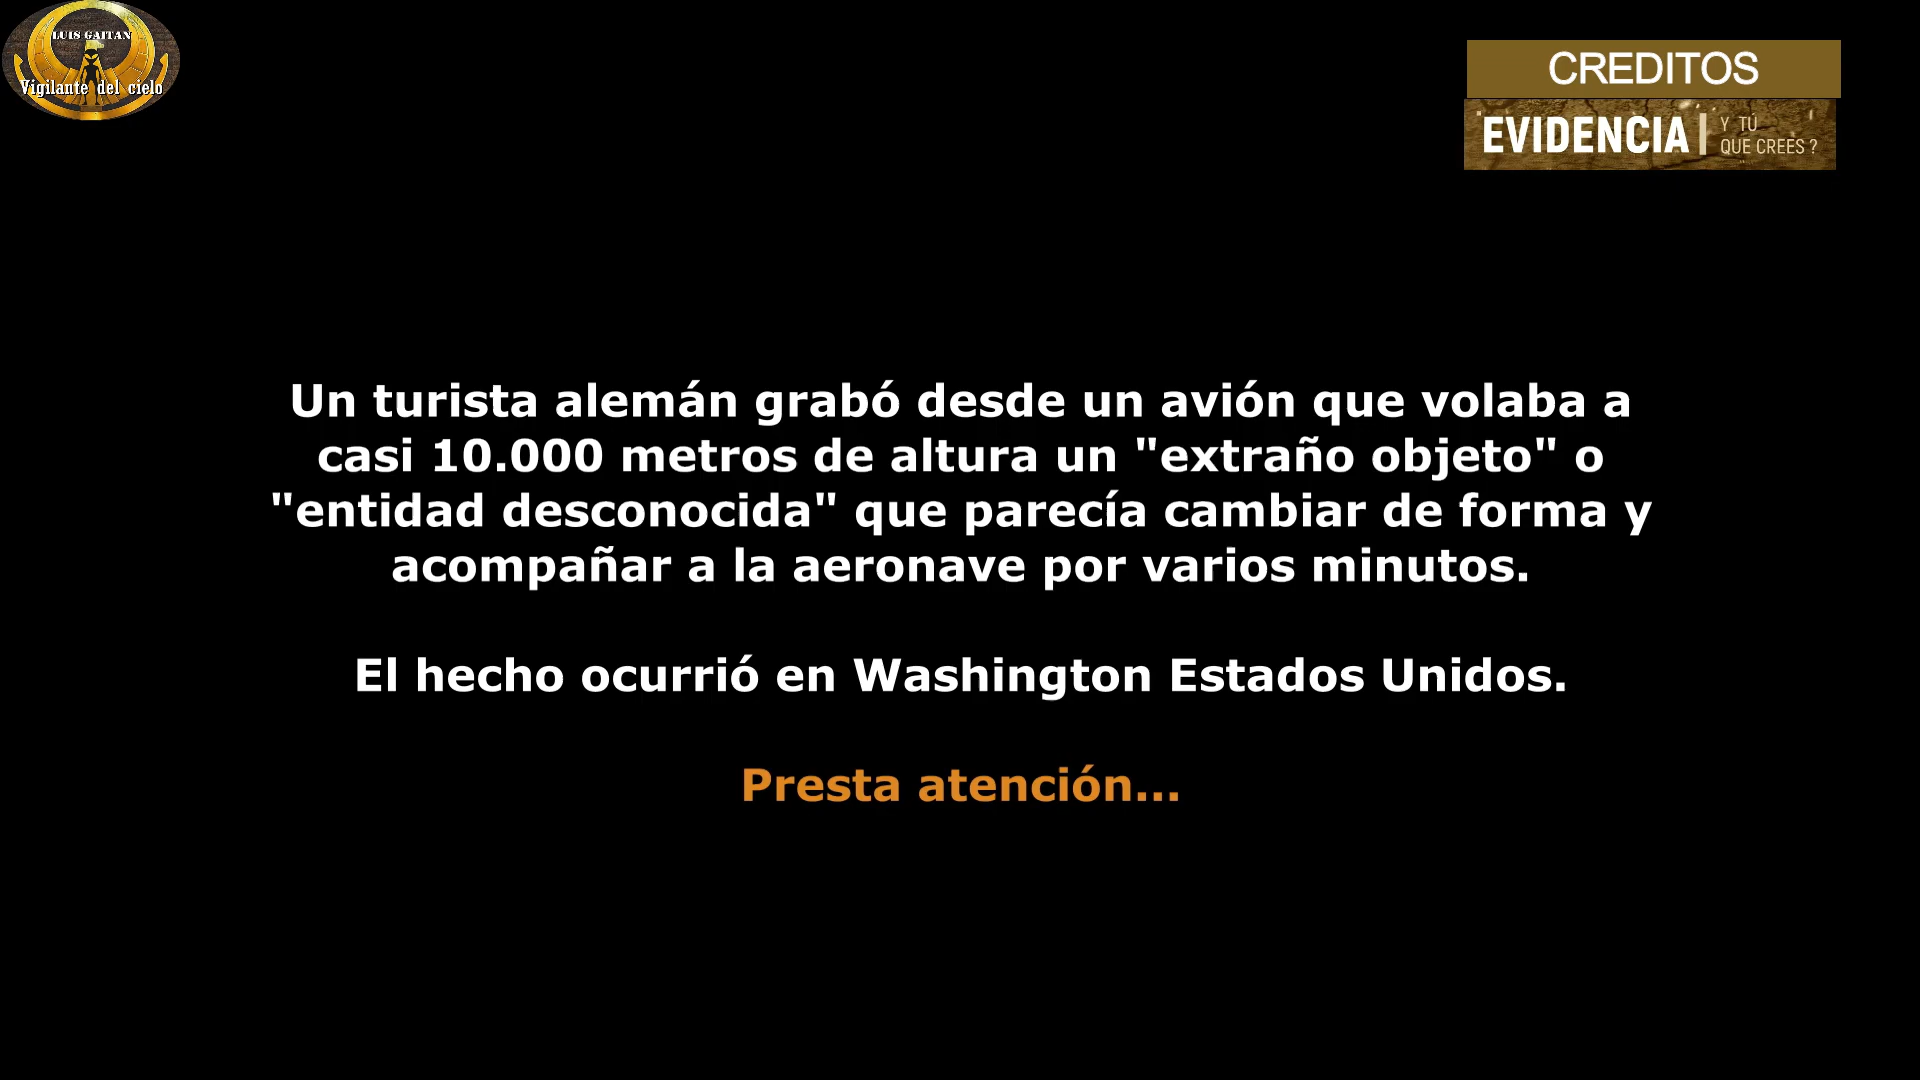 LUIS GAITAN
Vigilante del cielo
CREDITOS
EVIDENCIA
Y TÚ
QUE CREES ?
Un turista alemán grabó desde un avión que volaba a
casi 10.000 metros de altura un "extraño objeto" o
"entidad desconocida" que parecía cambiar de forma y
acompañar a la aeronave por varios minutos.
El hecho ocurrió en Washington Estados Unidos.
Presta atención...